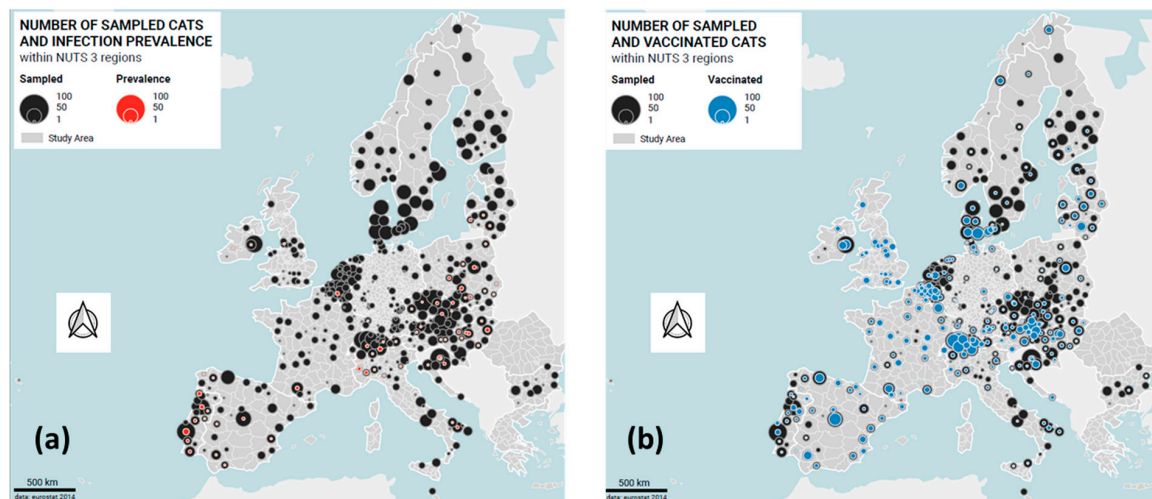 NUMBER OF SAMPLED CATS
AND INFECTION PREVALENCE
within NUTS 3 regions
Sampled Prevalence
100 100
50 50
1 1
Study Area
(a)
500 km
data: eurostat 2014
NUMBER OF SAMPLED
AND VACCINATED CATS
within NUTS 3 regions
Sampled Vaccinated
100 100
50 50
1 1
Study Area
(b)
500 km
data: eurostat 2014